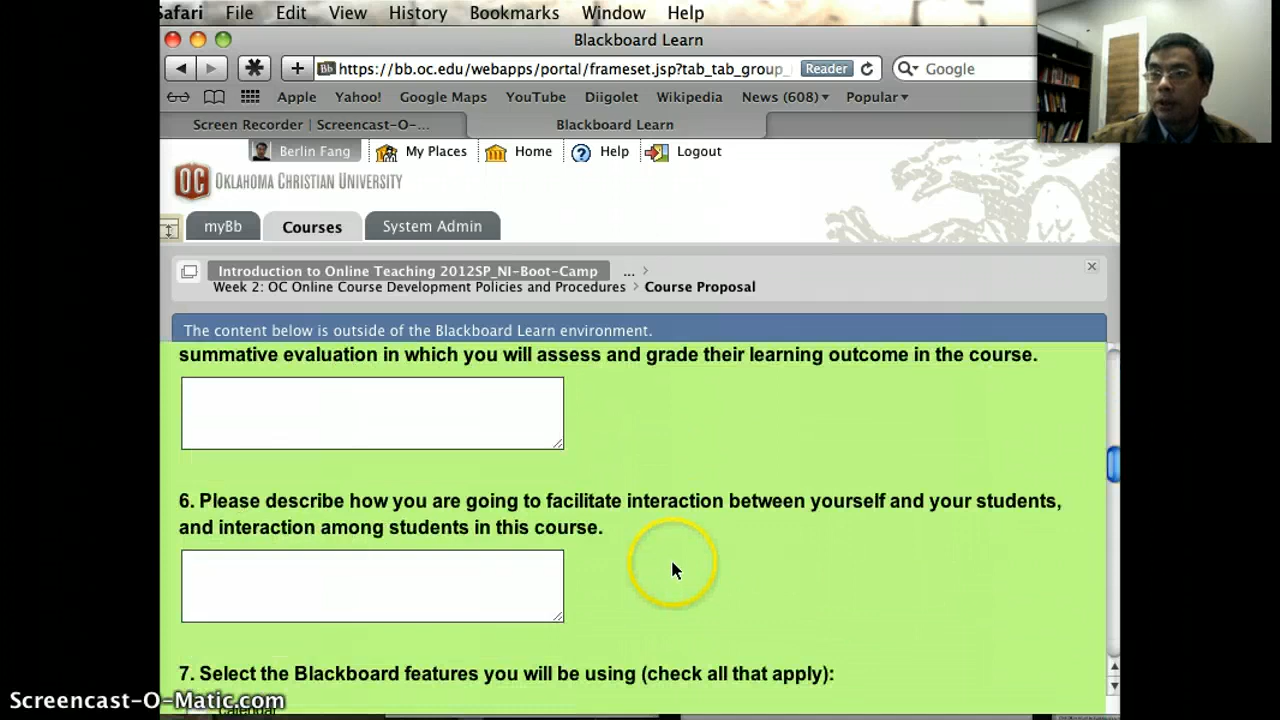 Safari File Edit View History Bookmarks Window Help
Blackboard Learn
https://bb.oc.edu/webapps/portal/frameset.jsp?tab_tab_group_ Reader Google
Apple Yahoo! Google Maps YouTube Diigolet Wikipedia News (608) Popular
Screen Recorder | Screencast-O-... Blackboard Learn
Berlin Fang My Places Home Help Logout
OC OKLAHOMA CHRISTIAN UNIVERSITY
myBb Courses System Admin
Introduction to Online Teaching 2012SP_NI-Boot-Camp ... >
Week 2: OC Online Course Development Policies and Procedures > Course Proposal
The content below is outside of the Blackboard Learn environment.
summative evaluation in which you will assess and grade their learning outcome in the course.
6. Please describe how you are going to facilitate interaction between yourself and your students,
and interaction among students in this course.
7. Select the Blackboard features you will be using (check all that apply):
Calendar
Screencast-O-Matic.com